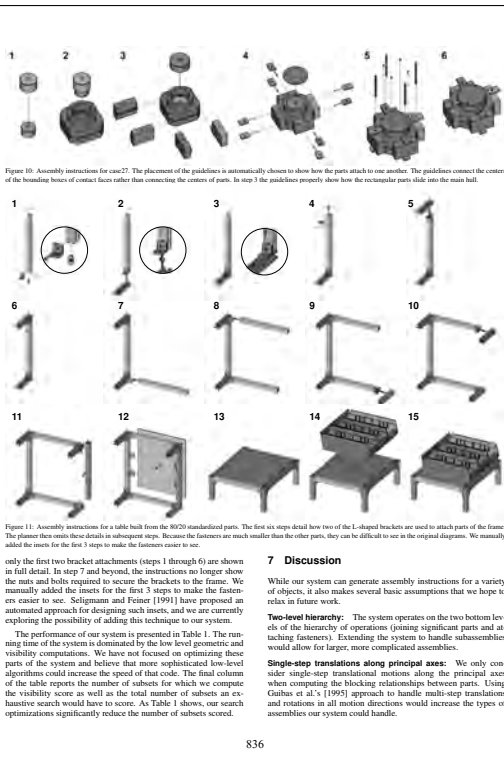 1 2 3 4 5 6
Figure 10: Assembly instructions for case27. The placement of the guidelines is automatically chosen to show how the parts attach to one another. The guidelines connect the centers
of the bounding boxes of contact faces rather than connecting the centers of parts. In step 3 the guidelines properly show how the rectangular parts slide into the main hull.
1 2 3 4 5
6 7 8 9 10
11 12 13 14 15
Figure 11: Assembly instructions for a table built from the 80/20 standardized parts. The first six steps detail how two of the L-shaped brackets are used to attach parts of the frame.
The planner then omits these details in subsequent steps. Because the fasteners are much smaller than the other parts, they can be difficult to see in the original diagrams. We manually
added the insets for the first 3 steps to make the fasteners easier to see.
only the first two bracket attachments (steps 1 through 6) are shown
in full detail. In step 7 and beyond, the instructions no longer show
the nuts and bolts required to secure the brackets to the frame. We
manually added the insets for the first 3 steps to make the fasten-
ers easier to see. Seligmann and Feiner [1991] have proposed an
automated approach for designing such insets, and we are currently
exploring the possibility of adding this technique to our system.
The performance of our system is presented in Table 1. The run-
ning time of the system is dominated by the low level geometric and
visibility computations. We have not focused on optimizing these
parts of the system and believe that more sophisticated low-level
algorithms could increase the speed of that code. The final column
of the table reports the number of subsets for which we compute
the visibility score as well as the total number of subsets an ex-
haustive search would have to score. As Table 1 shows, our search
optimizations significantly reduce the number of subsets scored.
7 Discussion
While our system can generate assembly instructions for a variety
of objects, it also makes several basic assumptions that we hope to
relax in future work.
Two-level hierarchy: The system operates on the two bottom lev-
els of the hierarchy of operations (joining significant parts and at-
taching fasteners). Extending the system to handle subassemblies
would allow for larger, more complicated assemblies.
Single-step translations along principal axes: We only con-
sider single-step translational motions along the principal axes
when computing the blocking relationships between parts. Using
Guibas et al.'s [1995] approach to handle multi-step translations
and rotations in all motion directions would increase the types of
assemblies our system could handle.
836